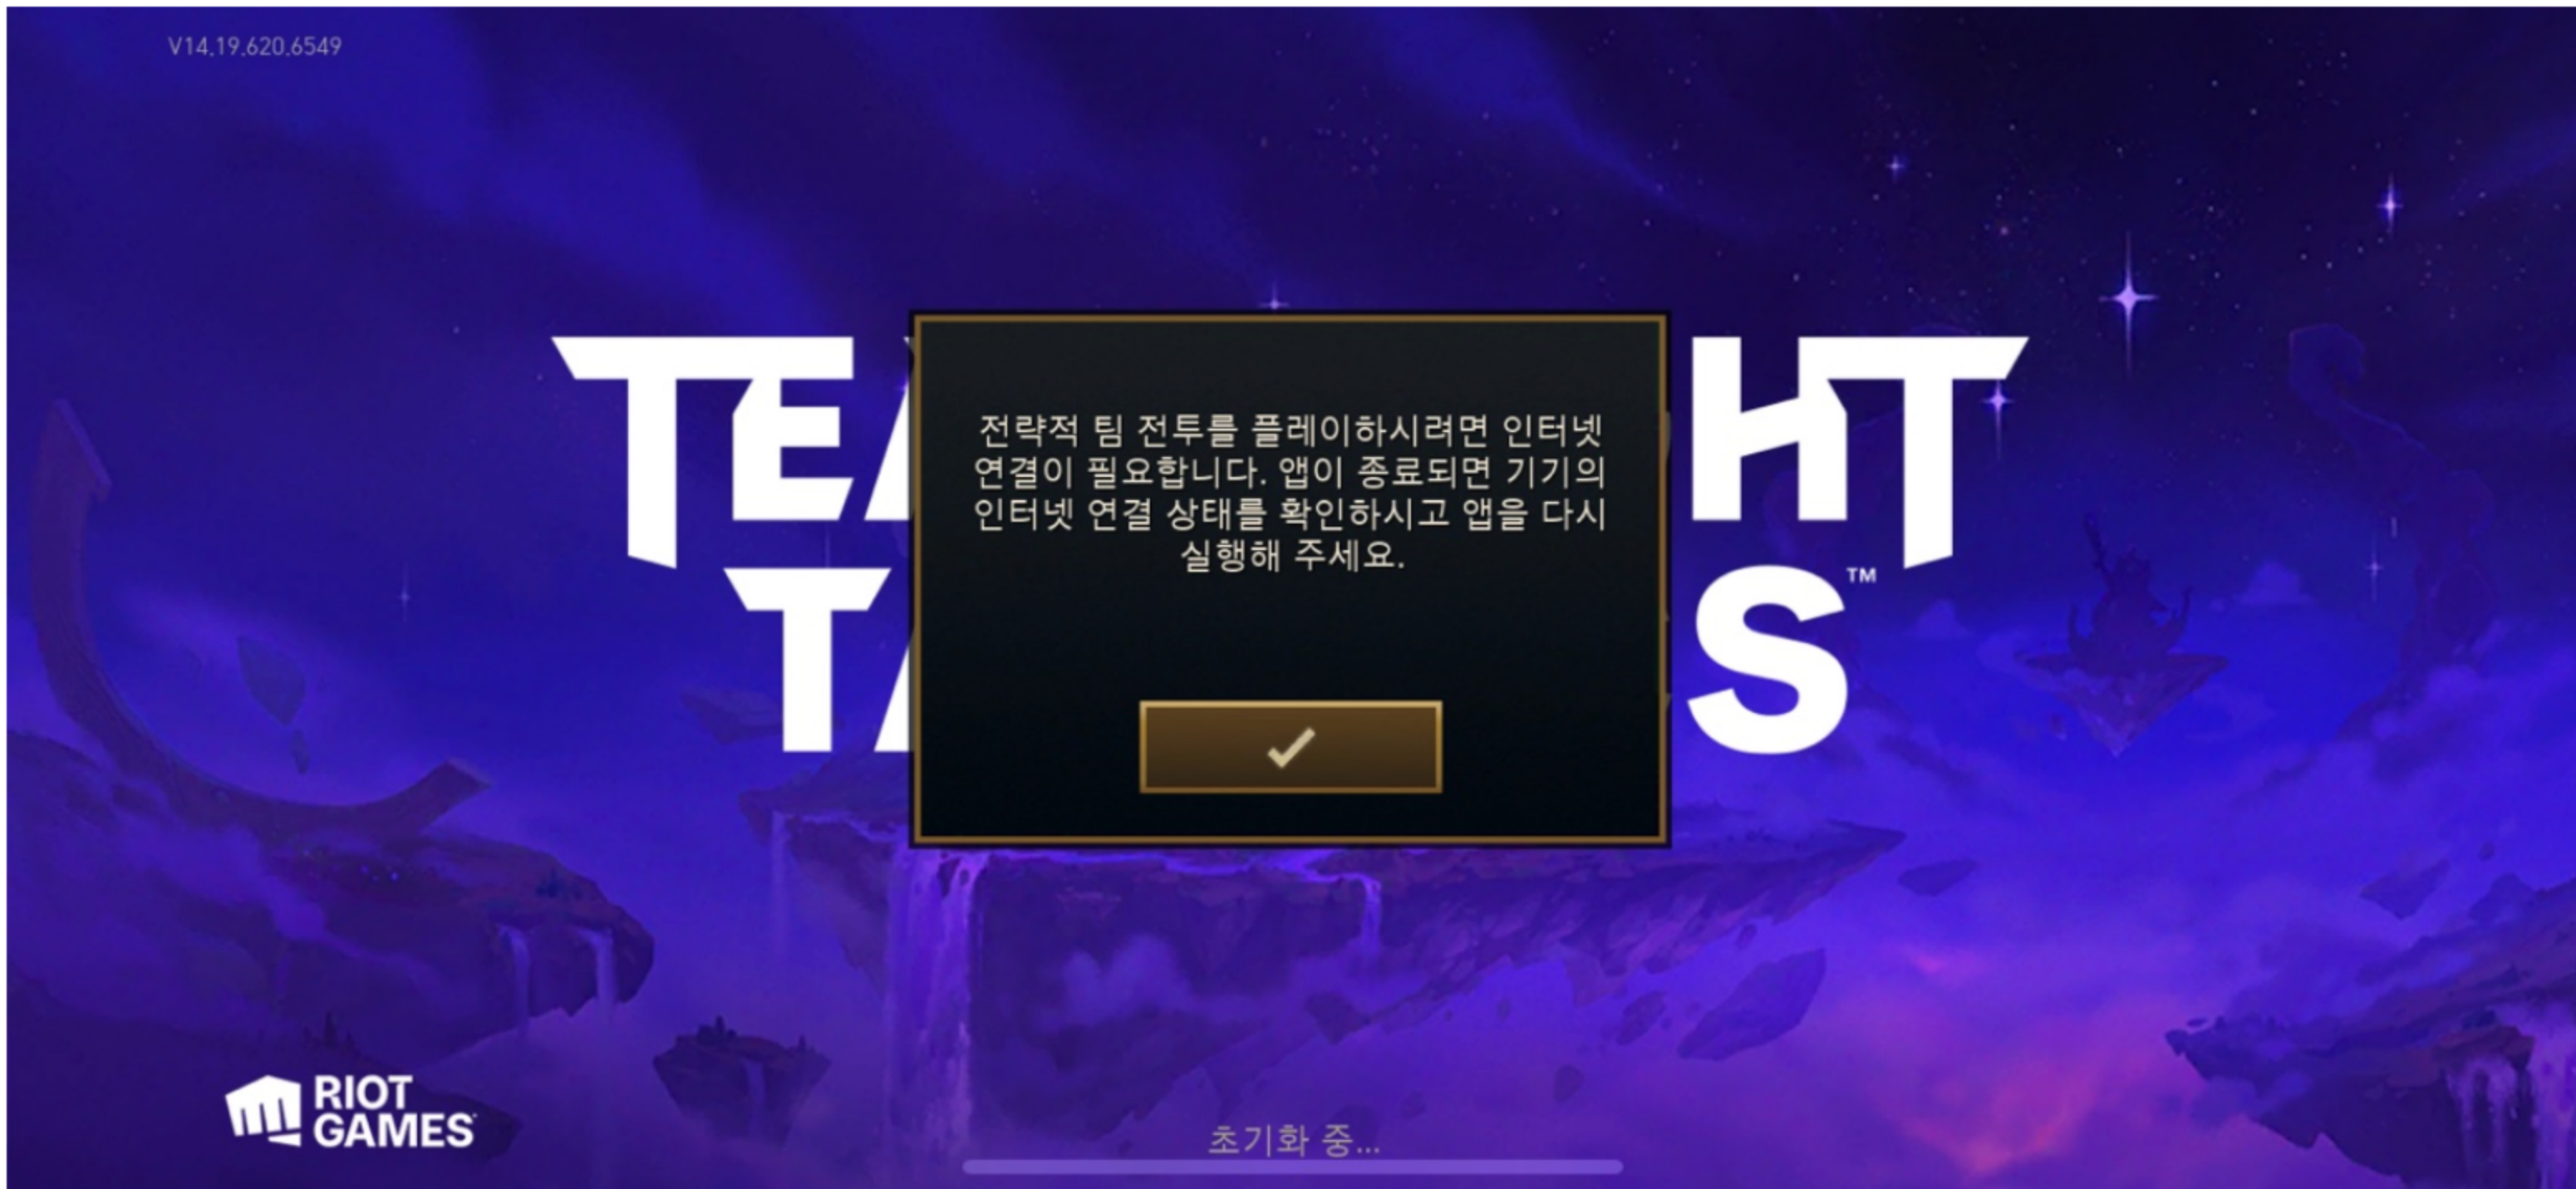 V14.19.620.6549
전략적 팀 전투를 플레이하시려면 인터넷
연결이 필요합니다. 앱이 종료되면 기기의
인터넷 연결 상태를 확인하시고 앱을 다시
실행해 주세요.
TM
RIOT
GAMES
초기화 중...